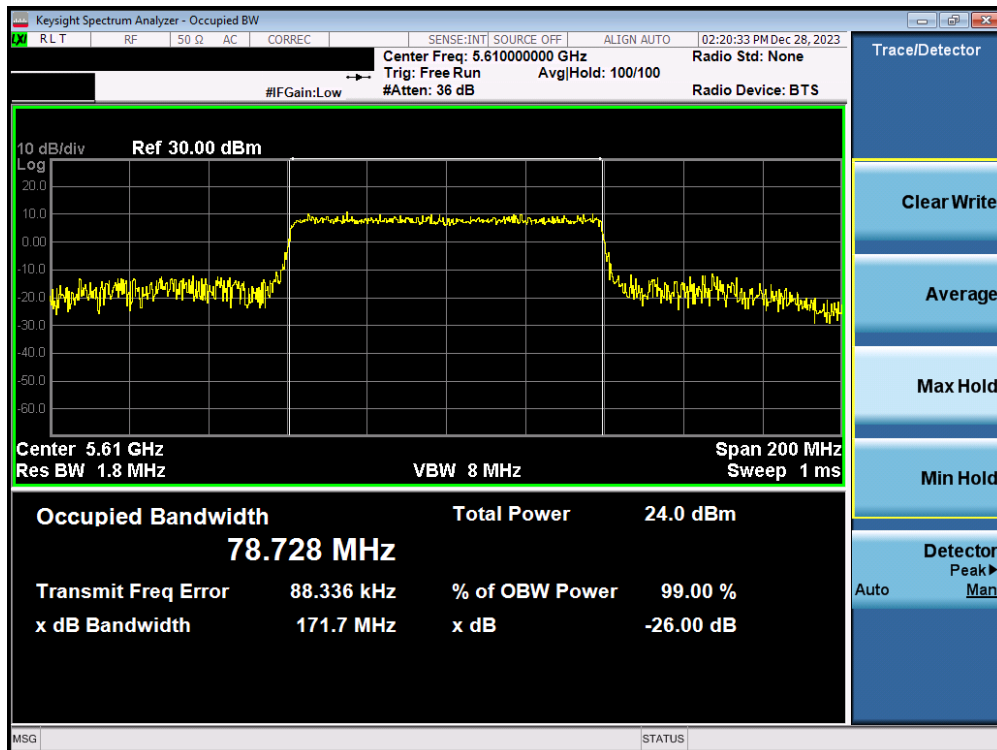 Keysight Spectrum Analyzer - Occupied BW
LXI RLT RF 50 Ω AC CORREC SENSE:INT SOURCE OFF ALIGN AUTO 02:20:33 PM Dec 28, 2023
Center Freq: 5.610000000 GHz Radio Std: None
Trig: Free Run Avg|Hold: 100/100
#IFGain:Low #Atten: 36 dB Radio Device: BTS
Trace/Detector
10 dB/div Ref 30.00 dBm
Log
20.0
10.0
0.00
-10.0
-20.0
-30.0
-40.0
-50.0
-60.0
Center 5.61 GHz Span 200 MHz
Res BW 1.8 MHz VBW 8 MHz Sweep 1 ms
Occupied Bandwidth Total Power 24.0 dBm
78.728 MHz
Transmit Freq Error 88.336 kHz % of OBW Power 99.00 %
x dB Bandwidth 171.7 MHz x dB -26.00 dB
Clear Write
Average
Max Hold
Min Hold
Detector
Peak▶
Auto Man
MSG STATUS